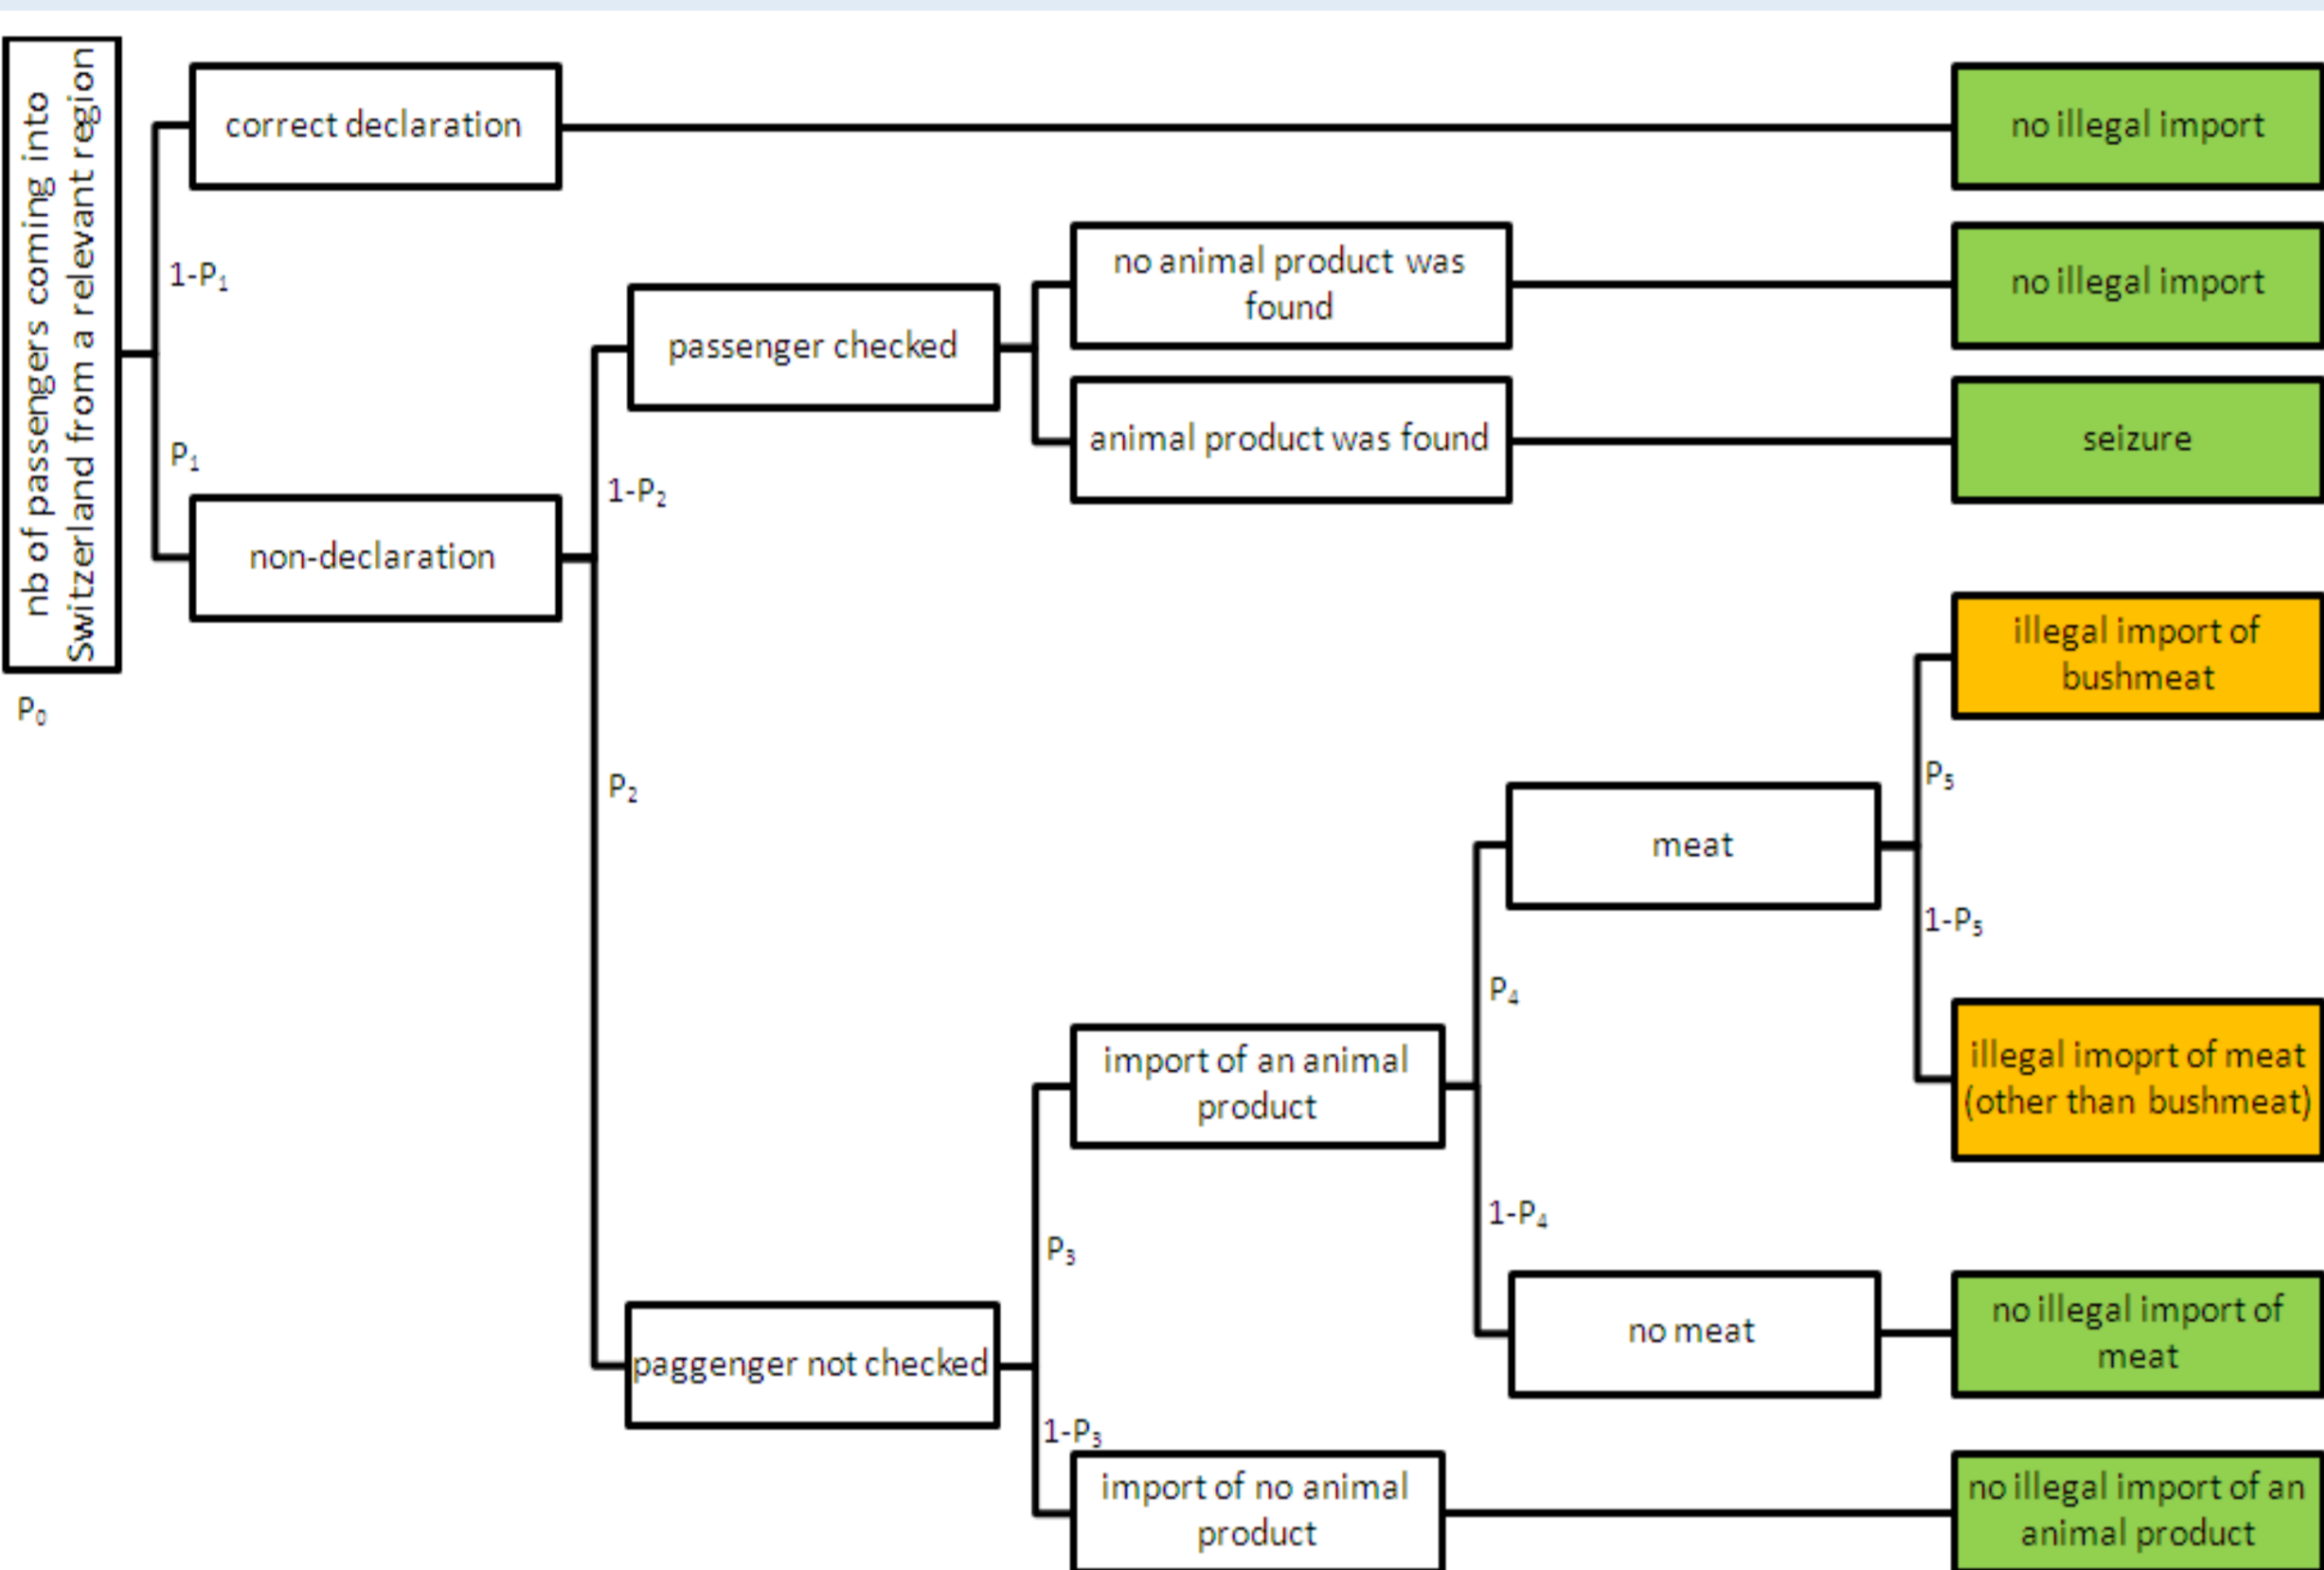 nb of passengers coming into
Switzerland from a relevant region
P₀
correct declaration
no illegal import
1-P₁
P₁
non-declaration
passenger checked
no animal product was
found
no illegal import
animal product was found
seizure
1-P₂
P₂
illegal import of
bushmeat
P₅
meat
1-P₅
P₄
import of an animal
product
illegal imoprt of meat
(other than bushmeat)
1-P₄
P₃
no meat
no illegal import of
meat
paggenger not checked
1-P₃
import of no animal
product
no illegal import of an
animal product